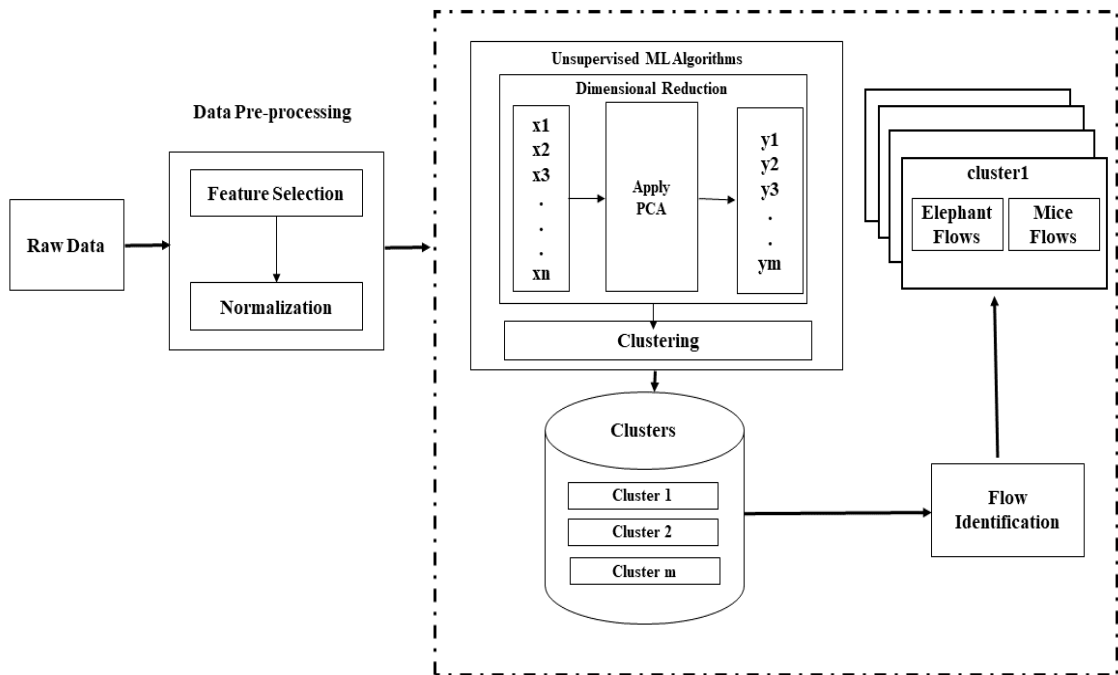 Raw Data
Data Pre-processing
Feature Selection
Normalization
Unsupervised ML Algorithms
Dimensional Reduction
x1
x2
x3
.
.
.
xn
Apply
PCA
y1
y2
y3
.
.
ym
Clustering
Clusters
Cluster 1
Cluster 2
Cluster m
Flow
Identification
cluster1
Elephant
Flows
Mice
Flows